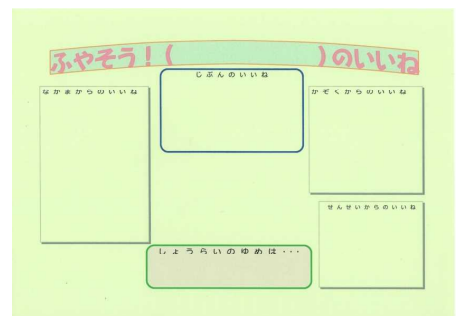 ふやそう！（　　　　　）のいいね
じぶんのいいね
なかまからのいいね
かぞくからのいいね
せんせいからのいいね
しょうらいのゆめは・・・